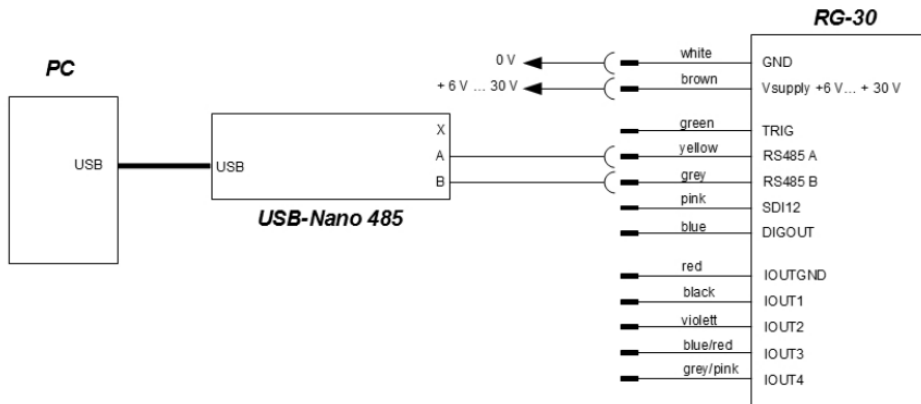 RG-30
PC
0 V
white
GND
+ 6 V ... 30 V
brown
Vsupply +6 V... + 30 V
green
TRIG
X
USB
USB
A
yellow
RS485 A
B
grey
RS485 B
USB-Nano 485
pink
SDI12
blue
DIGOUT
red
IOUTGND
black
IOUT1
violett
IOUT2
blue/red
IOUT3
grey/pink
IOUT4